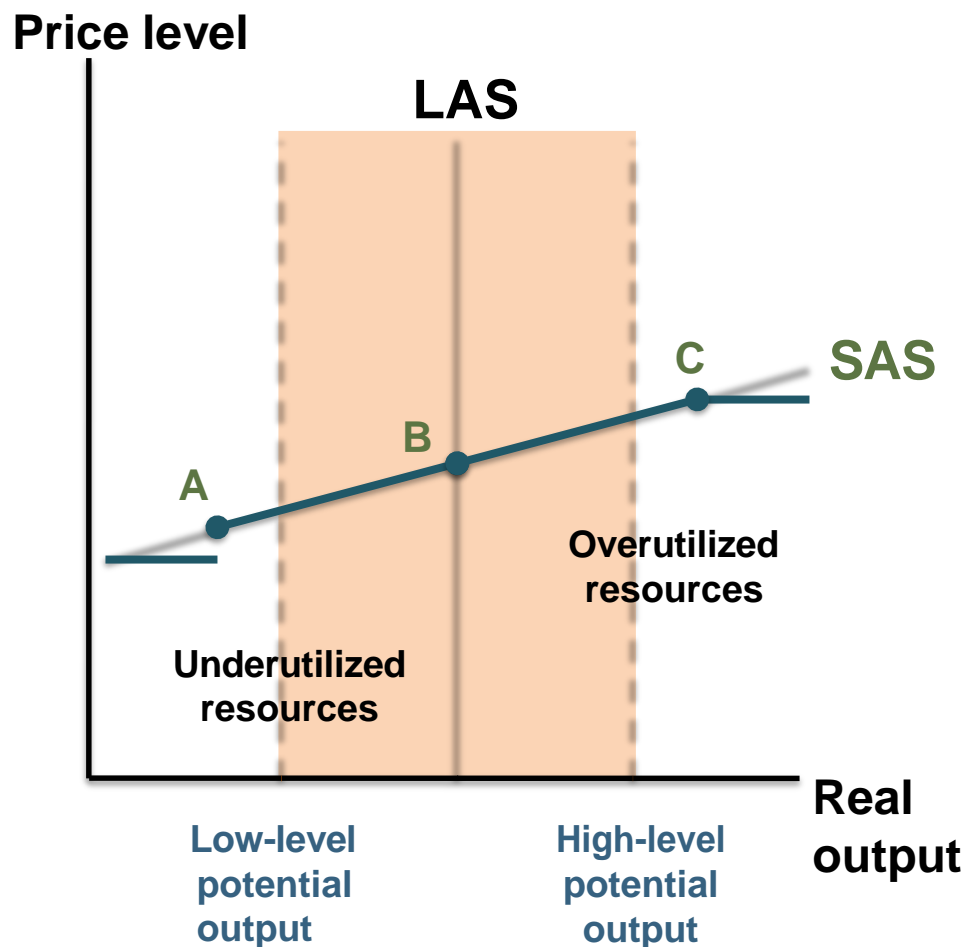 Price level
LAS
SAS
C
B
A
Overutilized
resources
Underutilized
resources
Real
output
Low-level
potential
output
High-level
potential
output